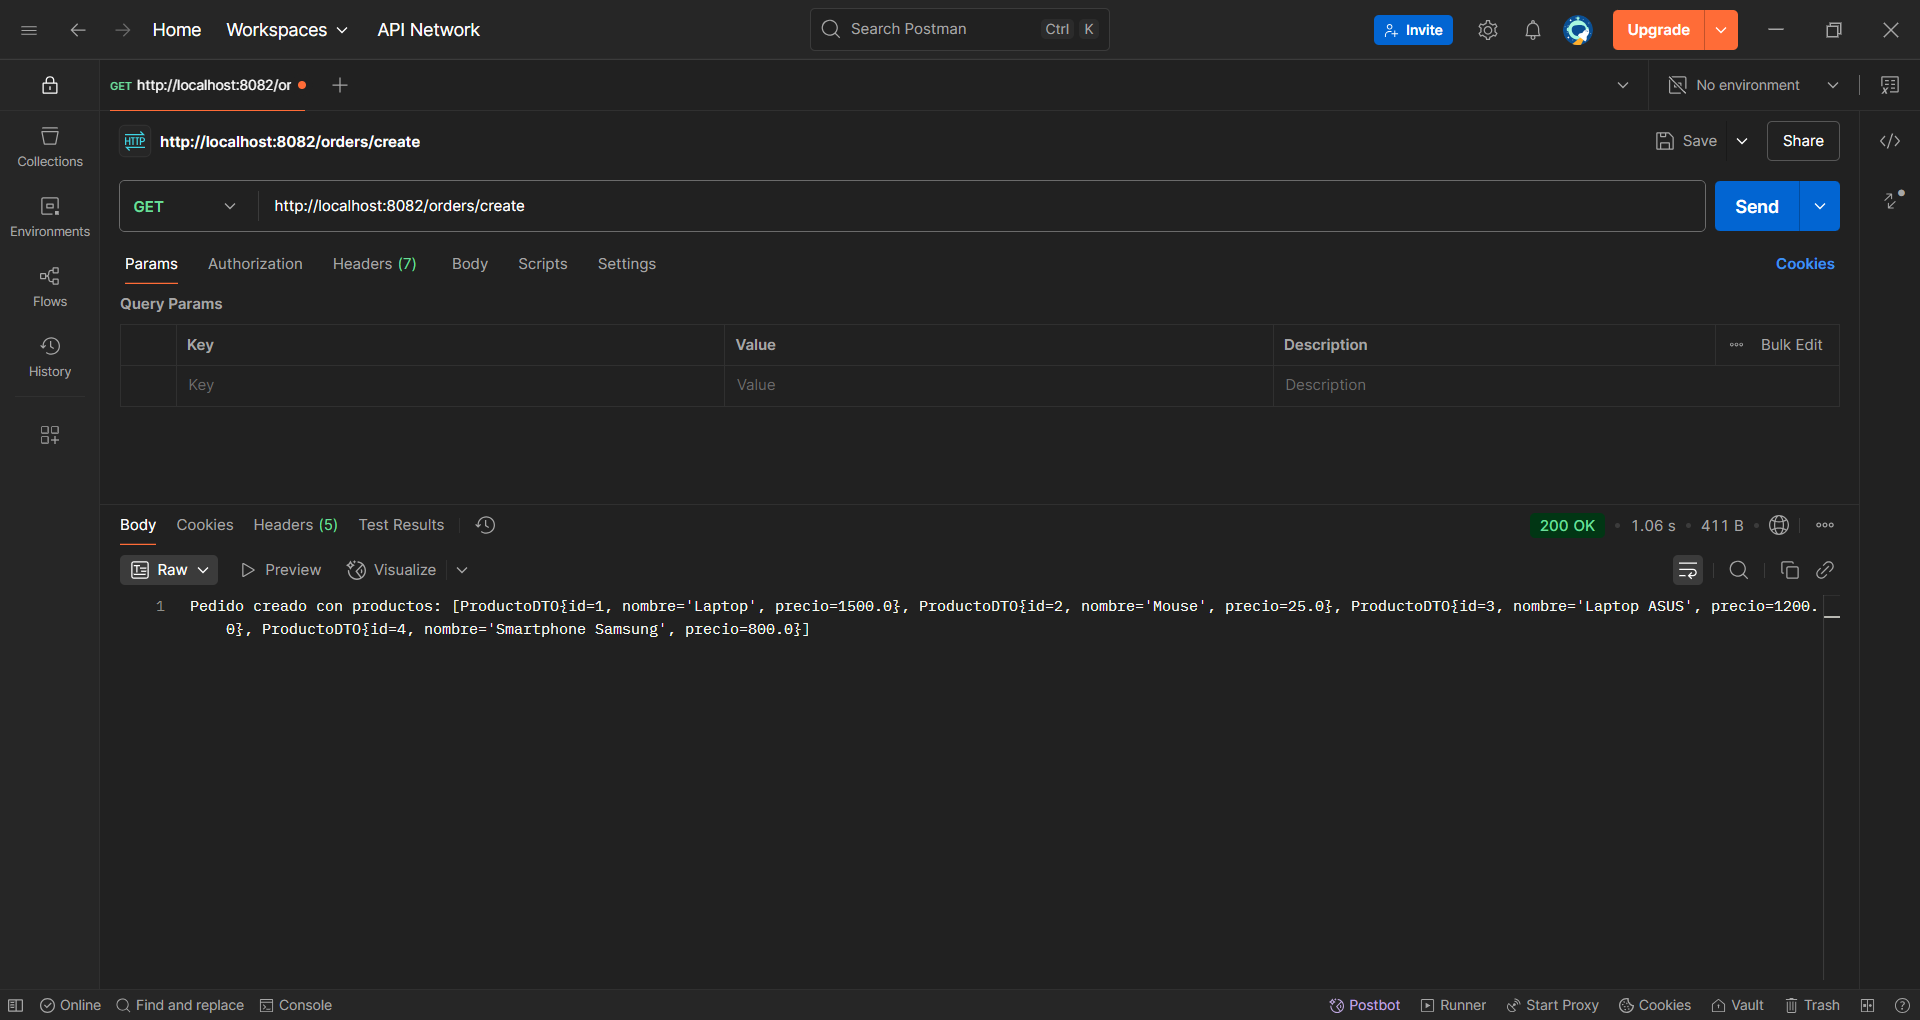 Home Workspaces API Network Search Postman Ctrl K Invite Upgrade
GET http://localhost:8082/or No environment
HTTP http://localhost:8082/orders/create Save Share
GET http://localhost:8082/orders/create Send
Params Authorization Headers (7) Body Scripts Settings Cookies
Query Params
Key Value Description Bulk Edit
Key Value Description
Collections
Environments
Flows
History
Body Cookies Headers (5) Test Results 200 OK • 1.06 s • 411 B
Raw Preview Visualize
1 Pedido creado con productos: [ProductoDTO{id=1, nombre='Laptop', precio=1500.0}, ProductoDTO{id=2, nombre='Mouse', precio=25.0}, ProductoDTO{id=3, nombre='Laptop ASUS', precio=1200.
0}, ProductoDTO{id=4, nombre='Smartphone Samsung', precio=800.0}]
Online Find and replace Console Postbot Runner Start Proxy Cookies Vault Trash